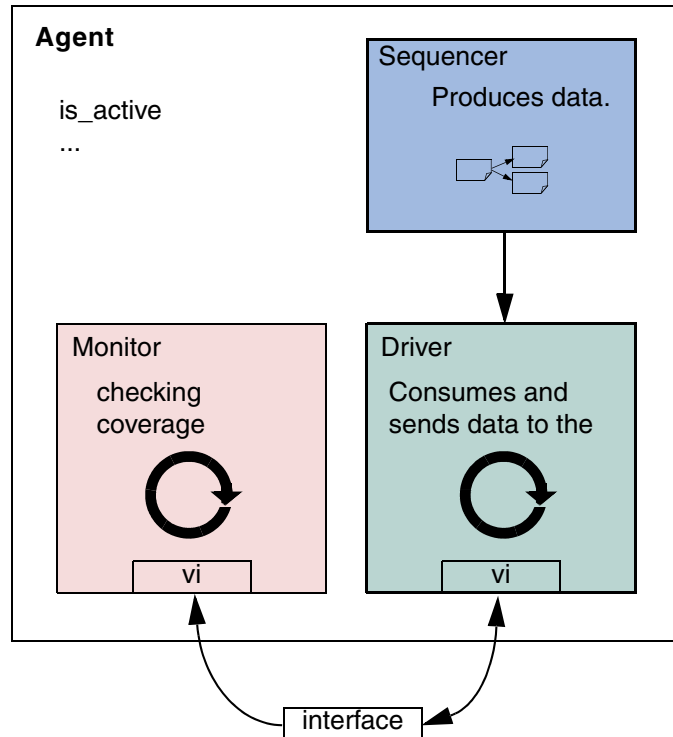 Agent
is_active
...
Sequencer
Produces data.
Monitor
checking
coverage
vi
Driver
Consumes and
sends data to the
vi
interface